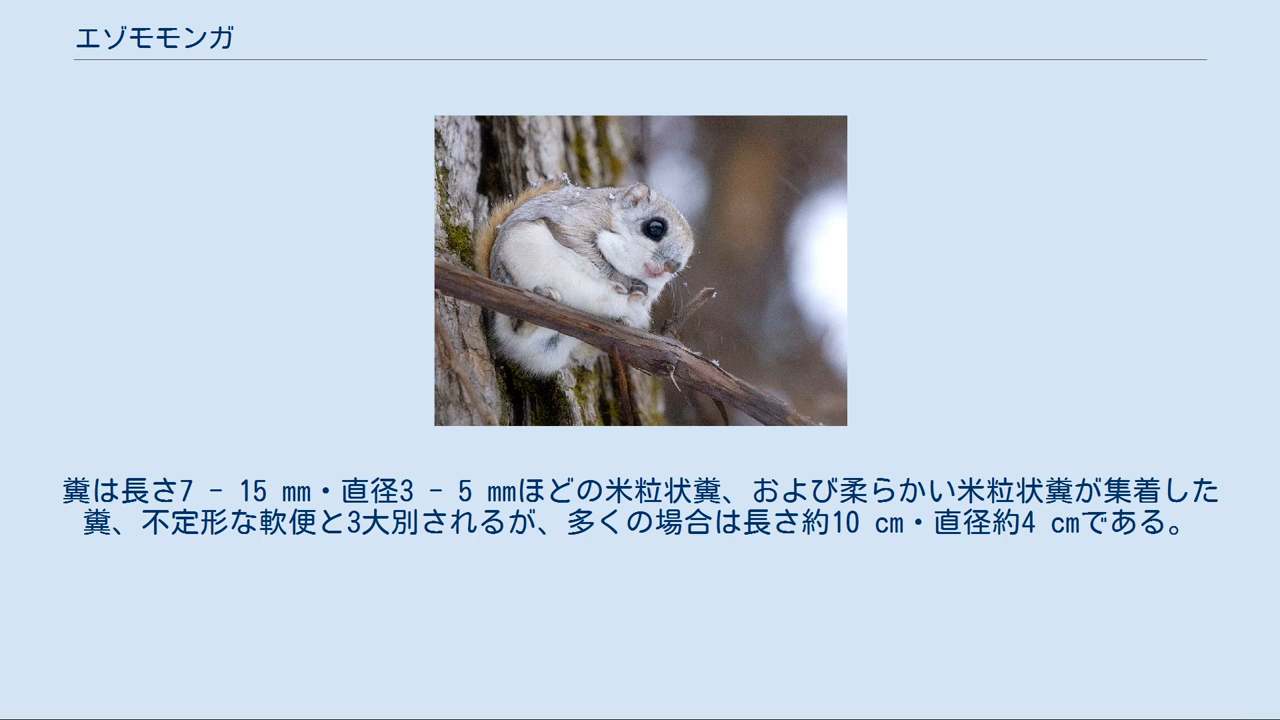 エゾモモンガ
糞は長さ7 - 15 mm・直径3 - 5 mmほどの米粒状糞、および柔らかい米粒状糞が集着した
糞、不定形な軟便と3大別されるが、多くの場合は長さ約10 cm・直径約4 cmである。